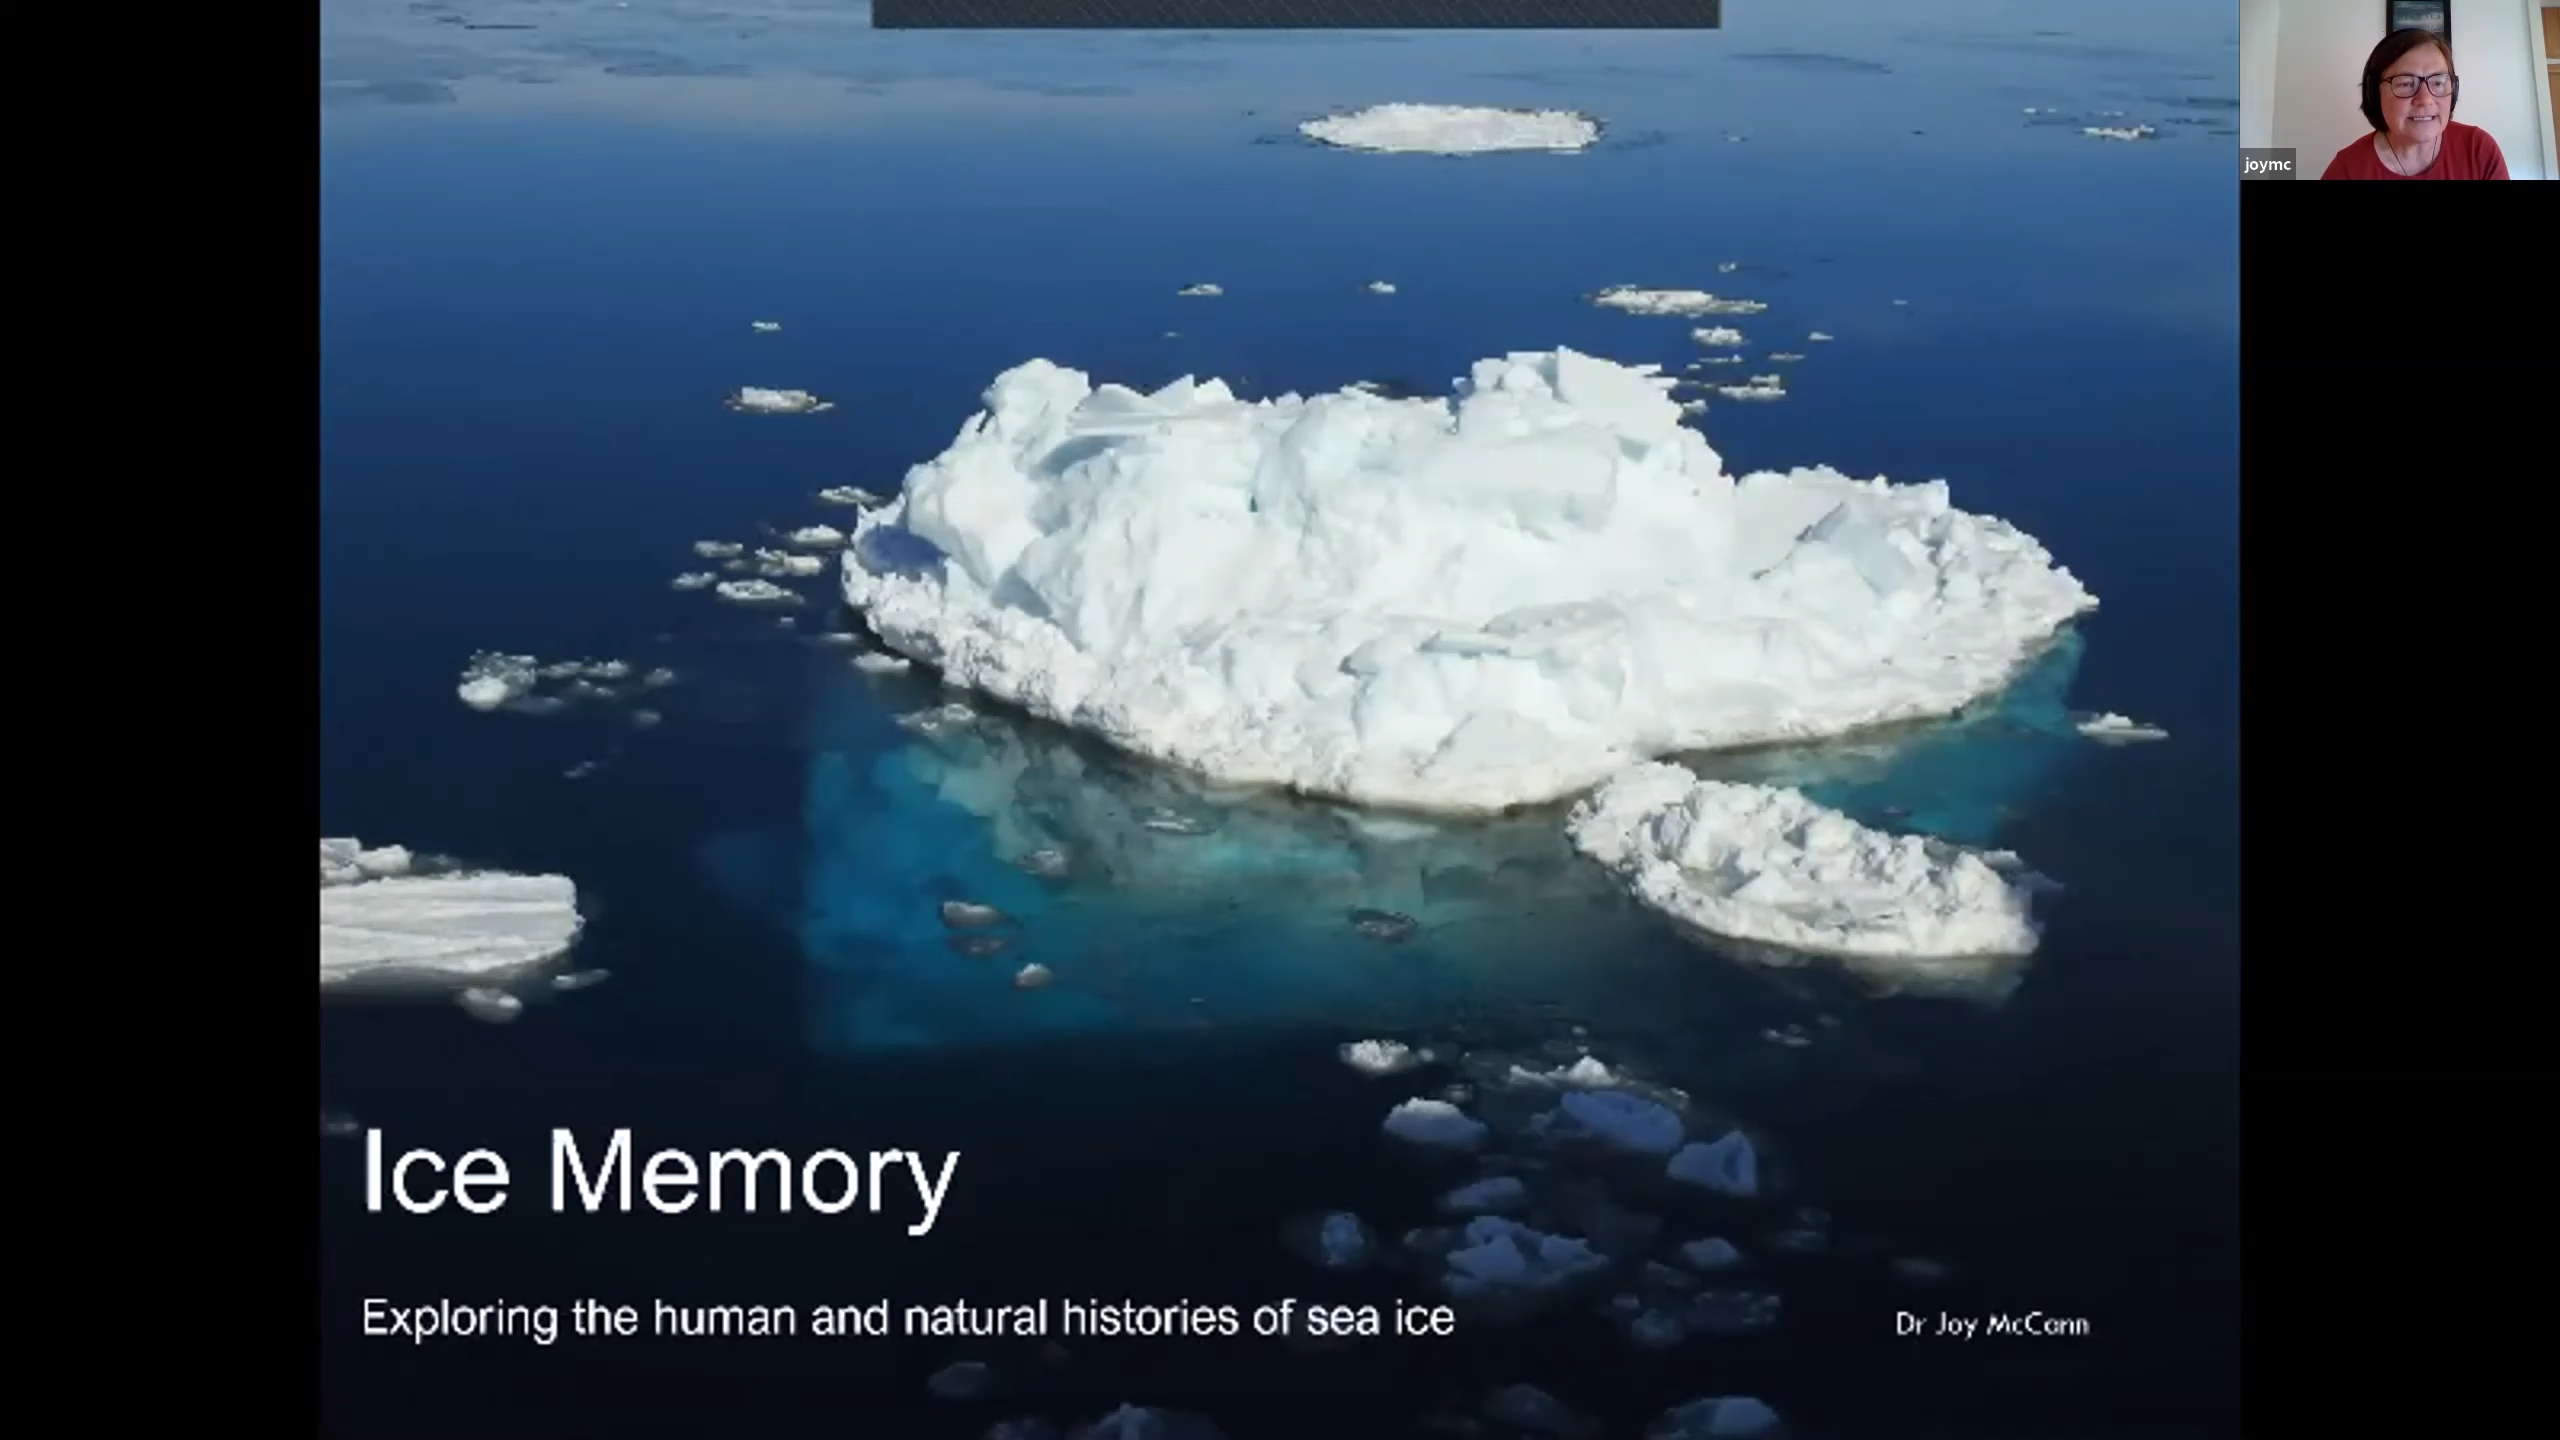 joymc
Ice Memory
Exploring the human and natural histories of sea ice
Dr Joy McCann